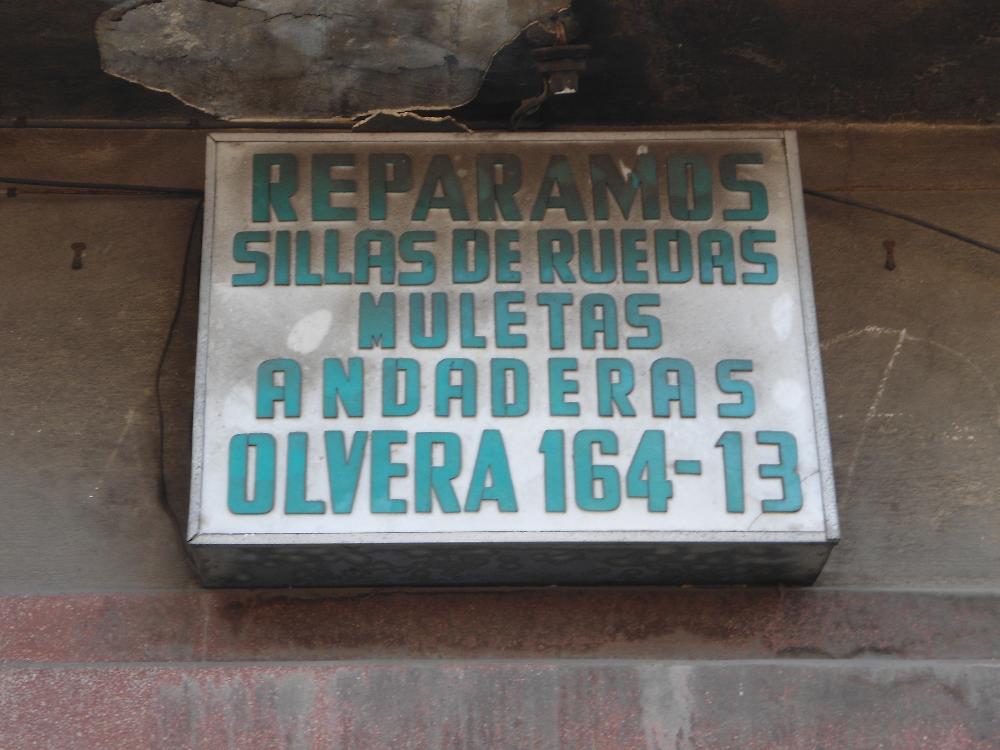 REPARAMOS
SILLAS DE RUEDAS
MULETAS
ANDADERAS
OLVERA 164-13